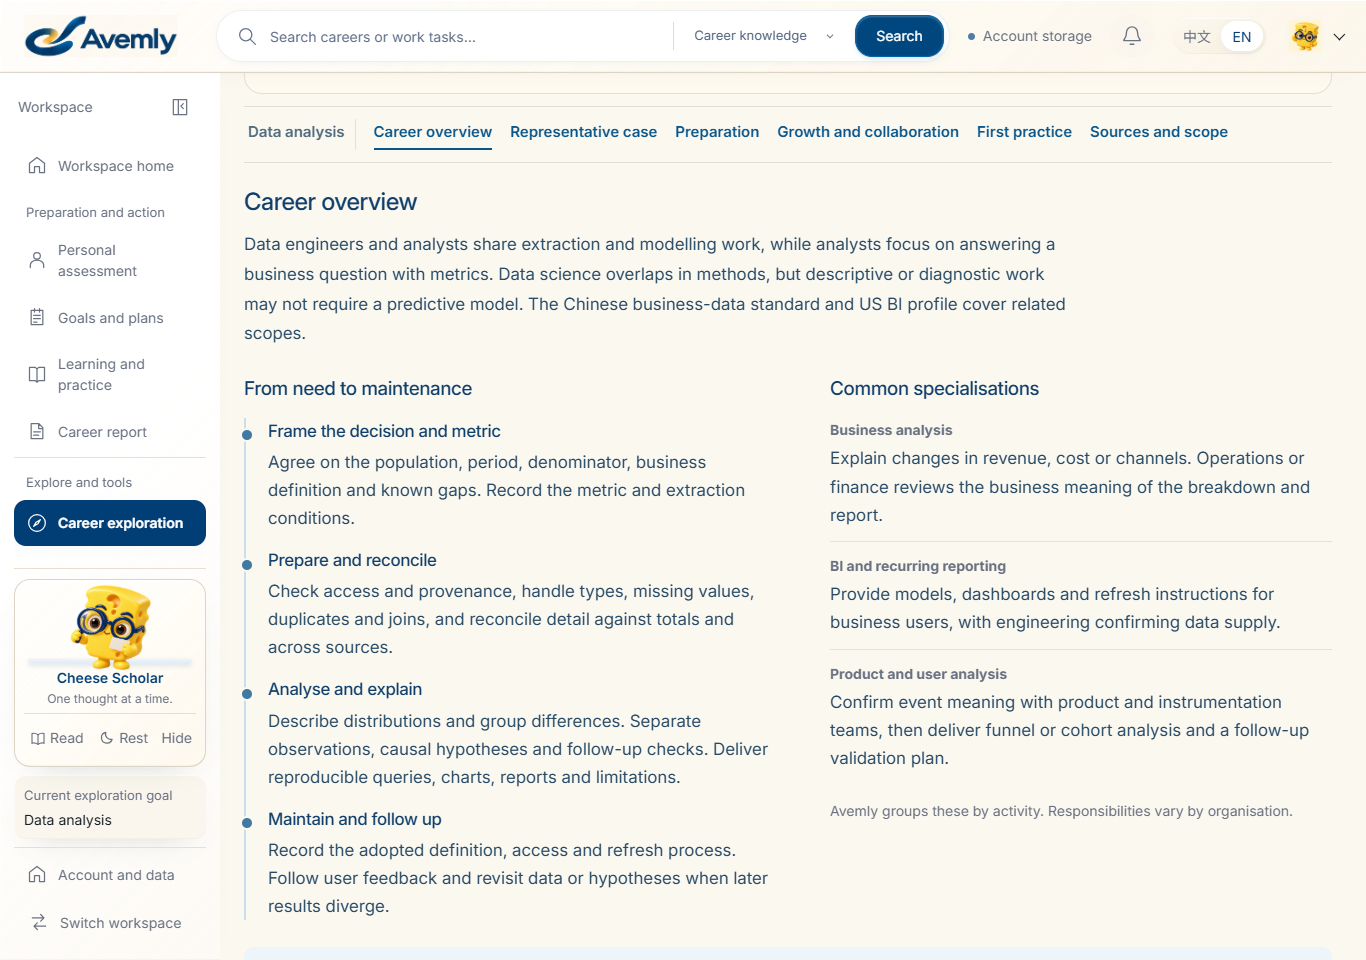 Avemly
Search careers or work tasks...
Career knowledge
Search
Account storage
中文
EN
Workspace
Workspace home
Preparation and action
Personal
assessment
Goals and plans
Learning and
practice
Career report
Explore and tools
Career exploration
Cheese Scholar
One thought at a time.
Read
Rest
Hide
Current exploration goal
Data analysis
Account and data
Switch workspace
Data analysis
Career overview
Representative case
Preparation
Growth and collaboration
First practice
Sources and scope
Career overview
Data engineers and analysts share extraction and modelling work, while analysts focus on answering a
business question with metrics. Data science overlaps in methods, but descriptive or diagnostic work
may not require a predictive model. The Chinese business-data standard and US BI profile cover related
scopes.
From need to maintenance
Frame the decision and metric
Agree on the population, period, denominator, business
definition and known gaps. Record the metric and extraction
conditions.
Prepare and reconcile
Check access and provenance, handle types, missing values,
duplicates and joins, and reconcile detail against totals and
across sources.
Analyse and explain
Describe distributions and group differences. Separate
observations, causal hypotheses and follow-up checks. Deliver
reproducible queries, charts, reports and limitations.
Maintain and follow up
Record the adopted definition, access and refresh process.
Follow user feedback and revisit data or hypotheses when later
results diverge.
Common specialisations
Business analysis
Explain changes in revenue, cost or channels. Operations or
finance reviews the business meaning of the breakdown and
report.
BI and recurring reporting
Provide models, dashboards and refresh instructions for
business users, with engineering confirming data supply.
Product and user analysis
Confirm event meaning with product and instrumentation
teams, then deliver funnel or cohort analysis and a follow-up
validation plan.
Avemly groups these by activity. Responsibilities vary by organisation.